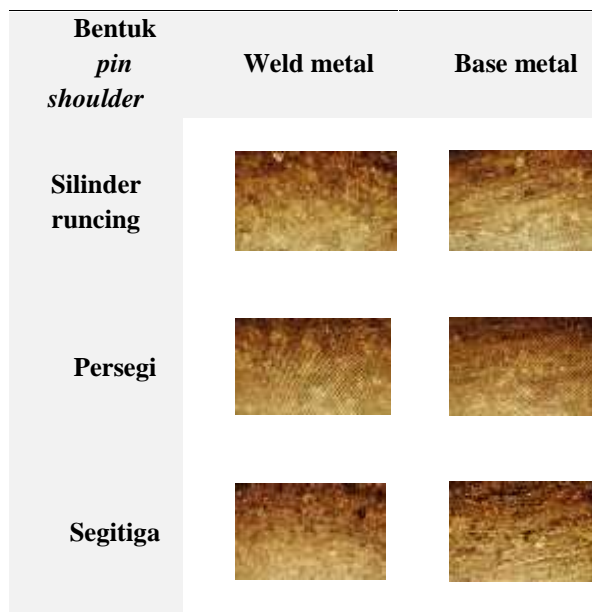 Bentuk
pin
shoulder
Weld metal
Base metal
Silinder
runcing
Persegi
Segitiga